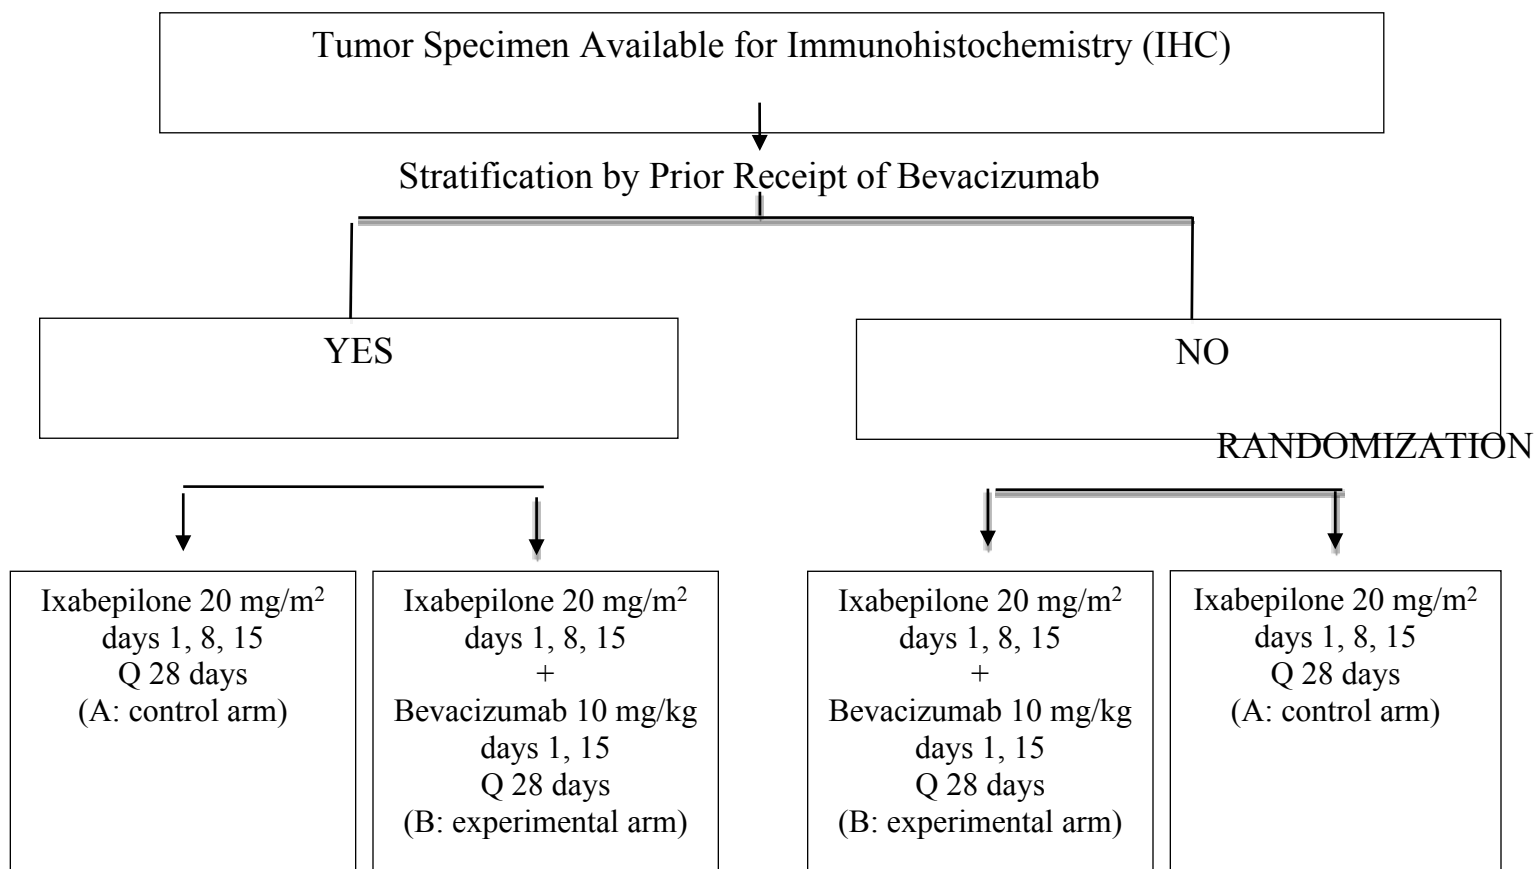 Tumor Specimen Available for Immunohistochemistry (IHC)
Stratification by Prior Receipt of Bevacizumab
YES
NO
RANDOMIZATION
Ixabepilone 20 mg/m²
days 1, 8, 15
Q 28 days
(A: control arm)
Ixabepilone 20 mg/m²
days 1, 8, 15
+
Bevacizumab 10 mg/kg
days 1, 15
Q 28 days
(B: experimental arm)
Ixabepilone 20 mg/m²
days 1, 8, 15
+
Bevacizumab 10 mg/kg
days 1, 15
Q 28 days
(B: experimental arm)
Ixabepilone 20 mg/m²
days 1, 8, 15
Q 28 days
(A: control arm)